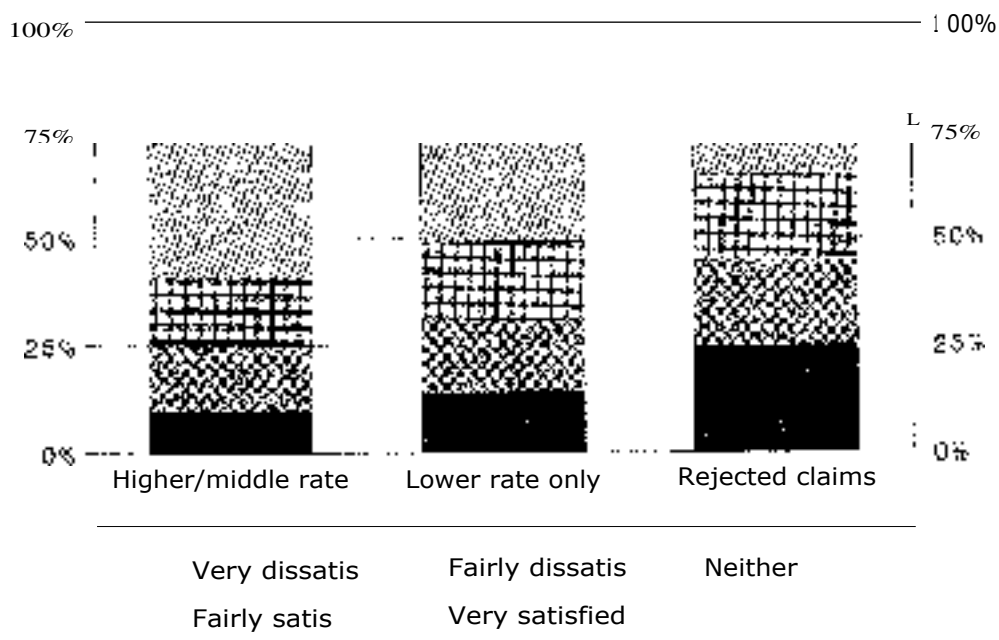 100% 100%
75% L 75%
50% 50%
25% 25%
0% 0%
Higher/middle rate Lower rate only Rejected claims
Very dissatis Fairly dissatis Neither
Fairly satis Very satisfied